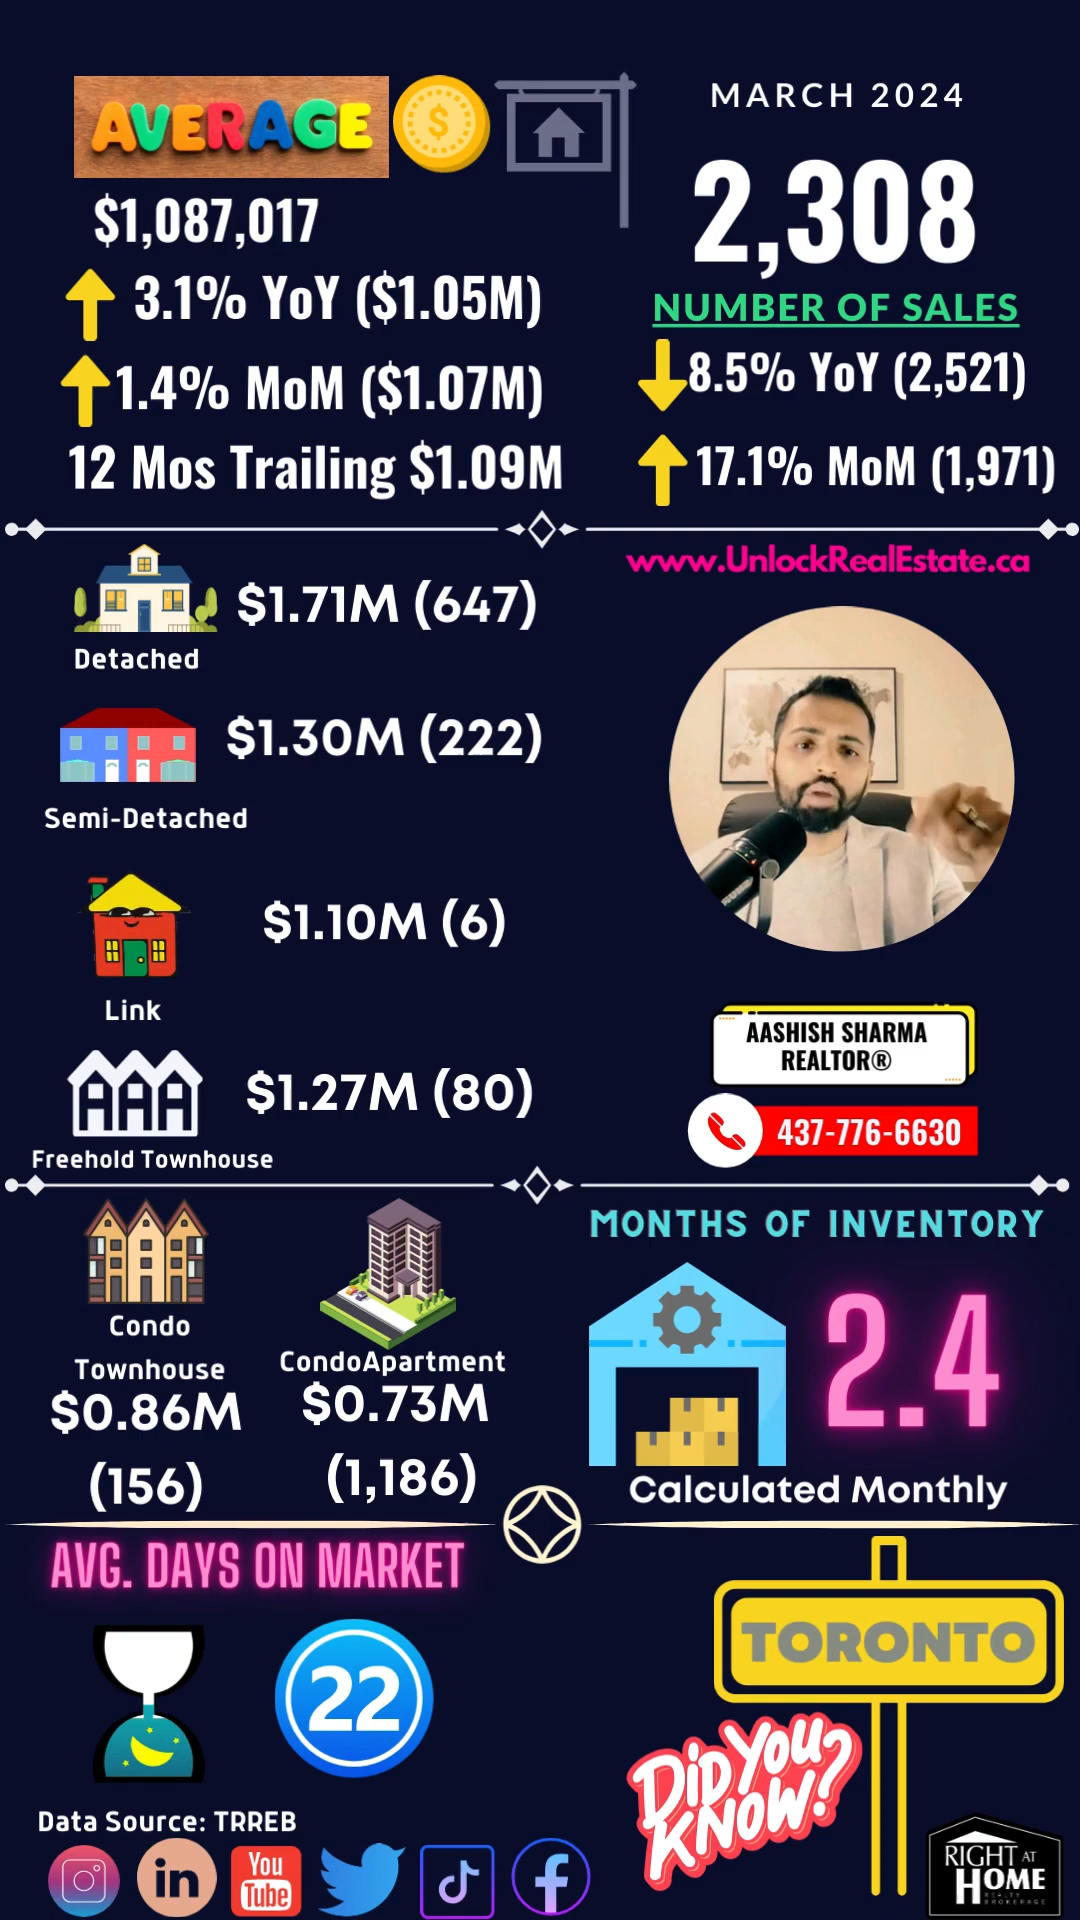 AVERAGE
$
MARCH 2024
$1,087,017
3.1% YoY ($1.05M)
1.4% MoM ($1.07M)
12 Mos Trailing $1.09M
2,308
NUMBER OF SALES
8.5% YoY (2,521)
17.1% MoM (1,971)
www.UnlockRealEstate.ca
$1.71M (647)
Detached
$1.30M (222)
Semi-Detached
$1.10M (6)
Link
$1.27M (80)
Freehold Townhouse
AASHISH SHARMA
REALTOR®
437-776-6630
Condo
Townhouse
$0.86M
(156)
CondoApartment
$0.73M
(1,186)
MONTHS OF INVENTORY
2.4
Calculated Monthly
AVG. DAYS ON MARKET
22
TORONTO
DiD YOU
KNOW?
Data Source: TRREB
in
You
Tube
RIGHT AT
HOME
REALTY
BROKERAGE